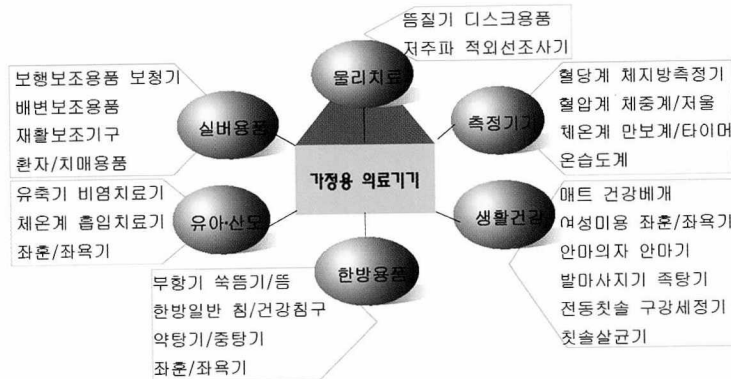 뜸질기 디스크용품
저주파 적외선조사기
물리치료
보행보조용품 보청기
배변보조용품
재활보조기구
환자/치매용품
실버용품
혈당계 체지방측정기
혈압계 체중계/저울
체온계 만보계/타이머
온습도계
측정기기
가정용 의료기기
유축기 비염치료기
체온계 흡입치료기
좌훈/좌욕기
유아·산도
매트 건강베개
여성미용 좌훈/좌욕기
안마의자 안마기
발마사지기 족탕기
전동칫솔 구강세정기
칫솔살균기
생활건강
한방용품
부항기 쑥뜸기/뜸
한방일반 침/건강침구
약탕기/중탕기
좌훈/좌욕기